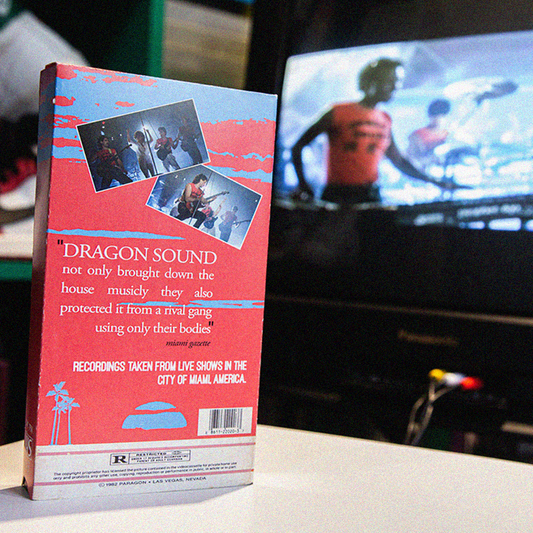 "DRAGON SOUND
not only brought down the
house musicly they also
protected it from a rival gang
using only their bodies"
miami gazette
RECORDINGS TAKEN FROM LIVE SHOWS IN THE
CITY OF MIAMI, AMERICA.
R
RESTRICTED
© 1982 PARAGON • LAS VEGAS, NEVADA
Panasonic